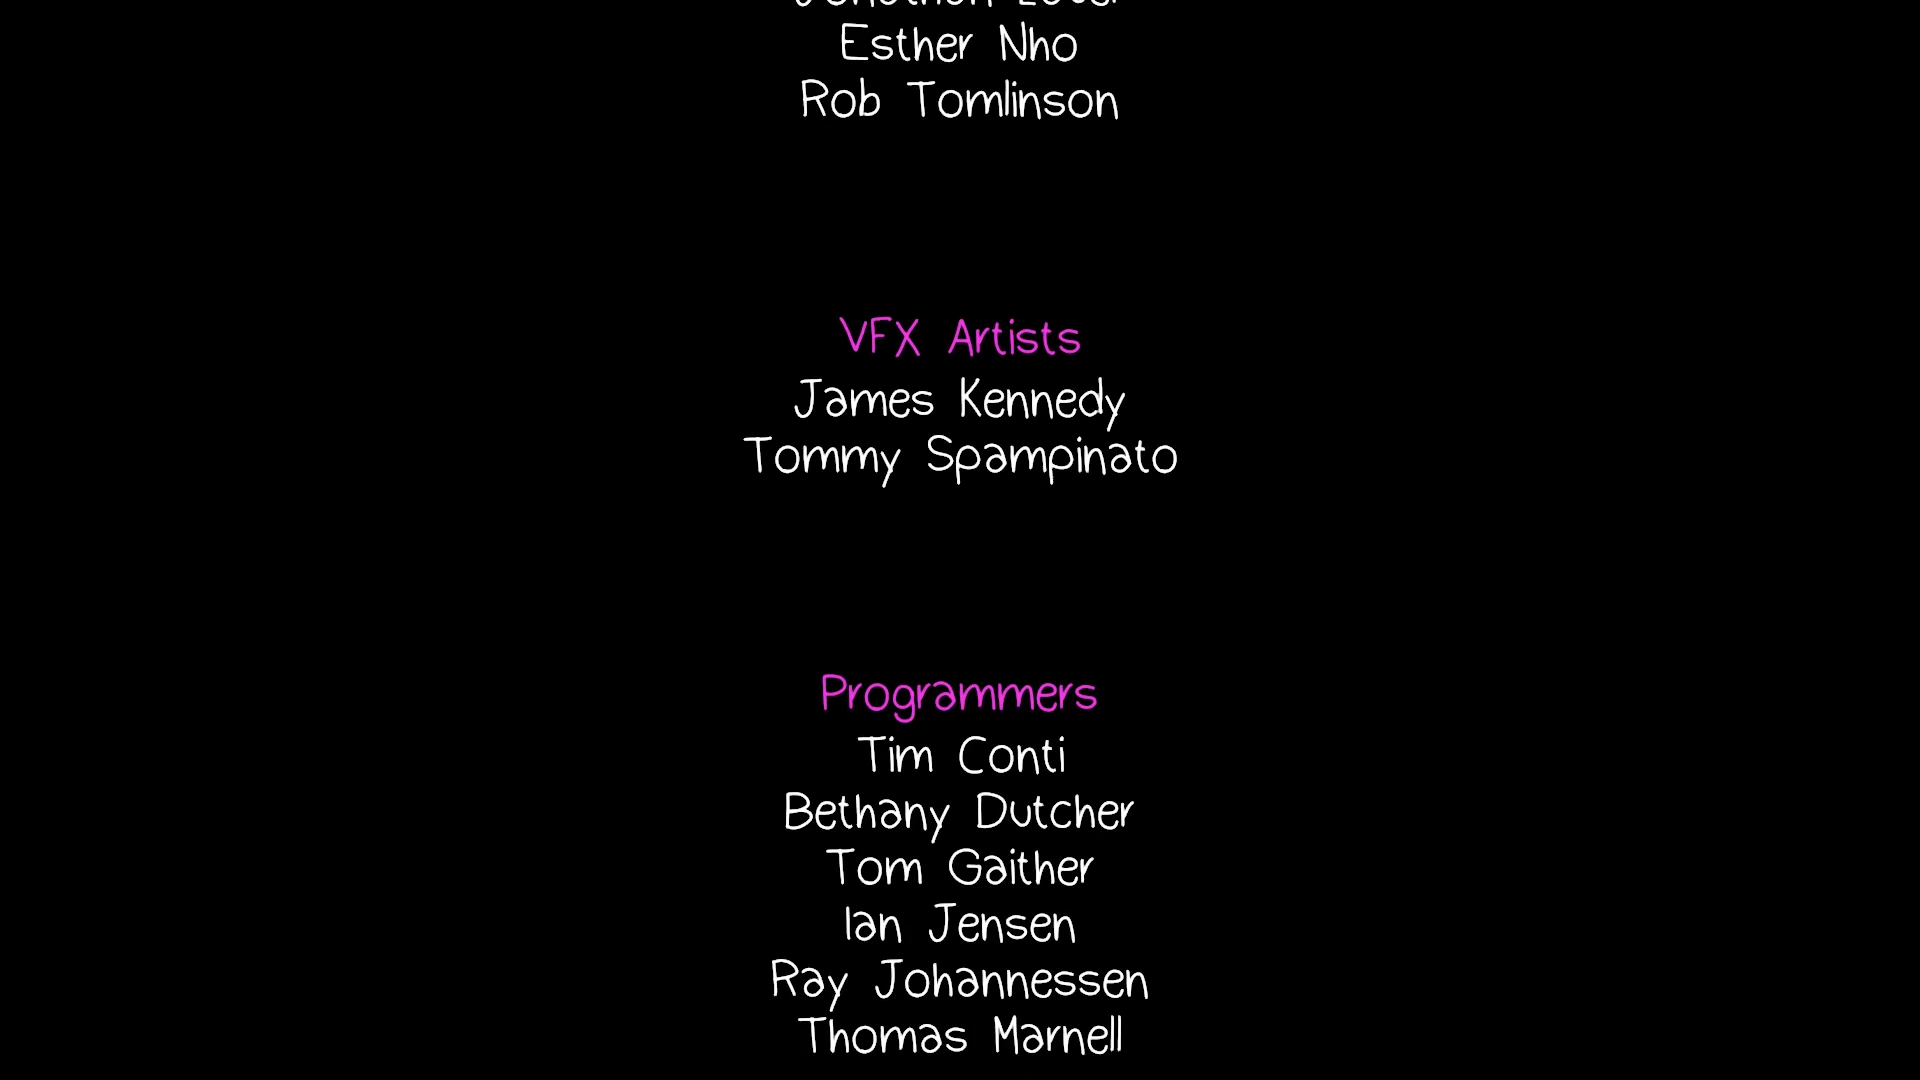 Esther Nho
Rob Tomlinson
VFX Artists
James Kennedy
Tommy Spampinato
Programmers
Tim Conti
Bethany Dutcher
Tom Gaither
Ian Jensen
Ray Johannessen
Thomas Marnell